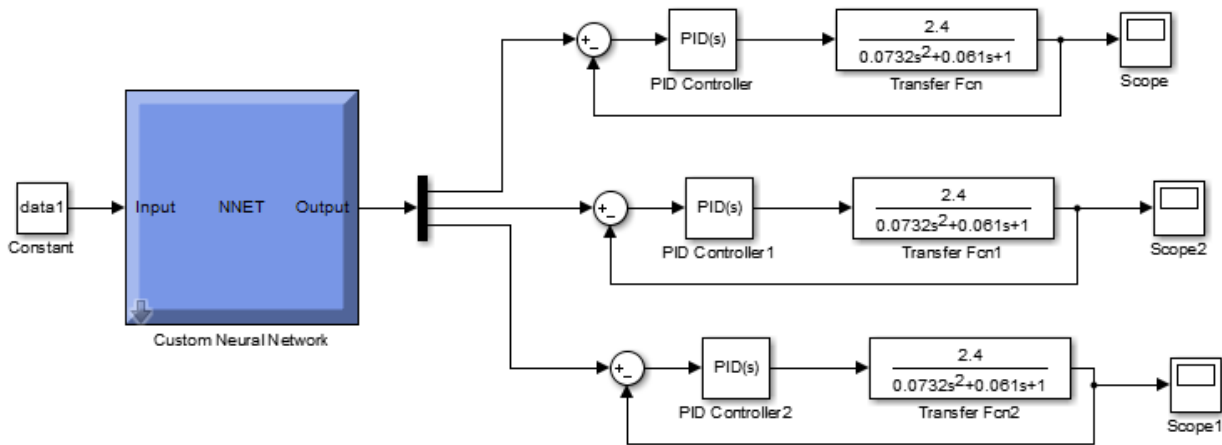 +
-
PID(s)
PID Controller
2.4
0.0732s²+0.061s+1
Transfer Fcn
Scope
data1
Constant
Input NNET Output
Custom Neural Network
+
-
PID(s)
PID Controller1
2.4
0.0732s²+0.061s+1
Transfer Fcn1
Scope2
+
-
PID(s)
PID Controller2
2.4
0.0732s²+0.061s+1
Transfer Fcn2
Scope1